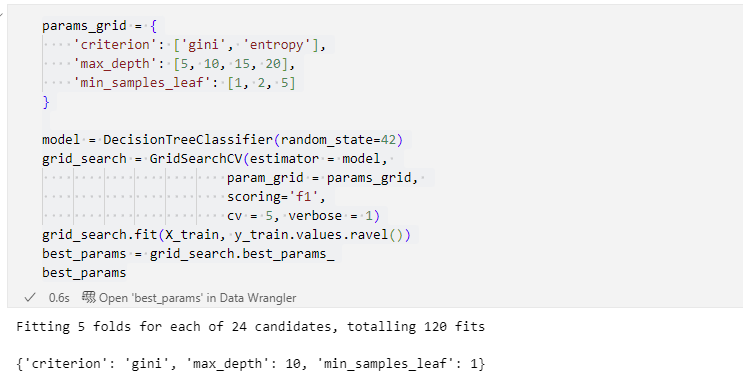 params_grid = {
    'criterion': ['gini', 'entropy'],
    'max_depth': [5, 10, 15, 20],
    'min_samples_leaf': [1, 2, 5]
}

model = DecisionTreeClassifier(random_state=42)
grid_search = GridSearchCV(estimator = model,
                       param_grid = params_grid,
                       scoring='f1',
                       cv = 5, verbose = 1)
grid_search.fit(X_train, y_train.values.ravel())
best_params = grid_search.best_params_
best_params
0.6s Open 'best_params' in Data Wrangler
Fitting 5 folds for each of 24 candidates, totalling 120 fits

{'criterion': 'gini', 'max_depth': 10, 'min_samples_leaf': 1}